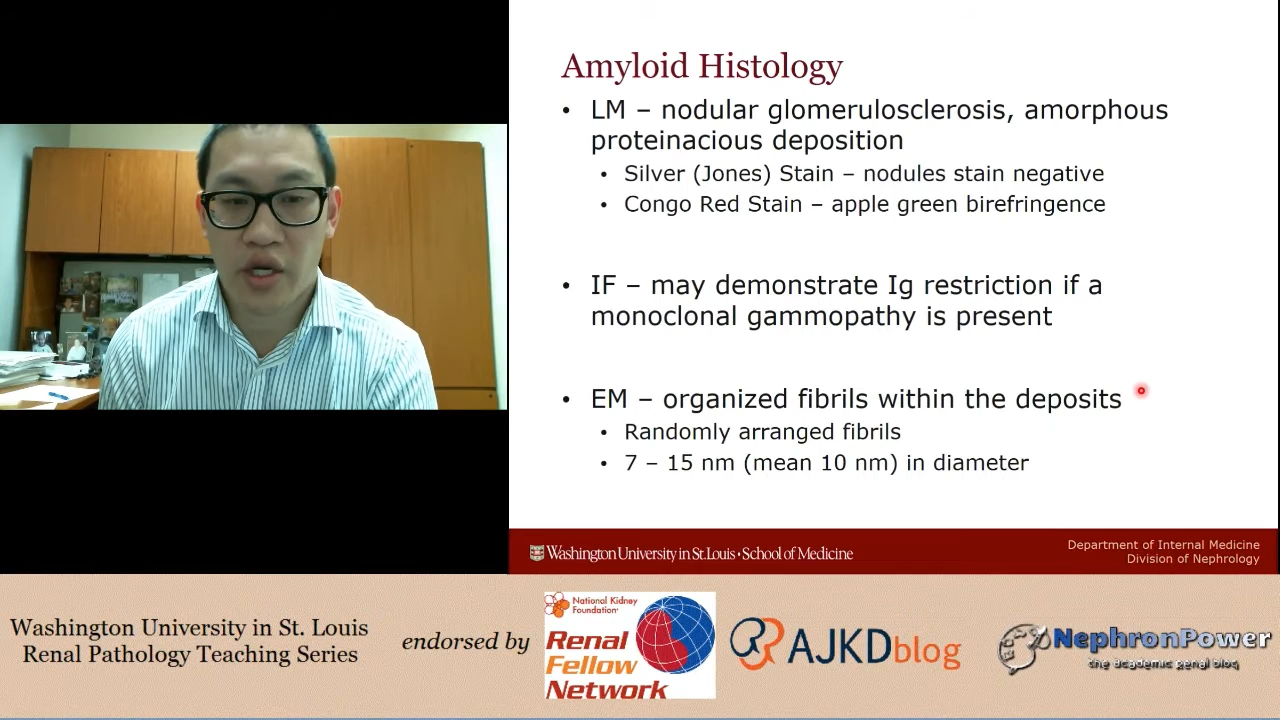 Amyloid Histology
• LM – nodular glomerulosclerosis, amorphous
proteinacious deposition
• Silver (Jones) Stain – nodules stain negative
• Congo Red Stain – apple green birefringence
• IF – may demonstrate Ig restriction if a
monoclonal gammopathy is present
• EM – organized fibrils within the deposits
• Randomly arranged fibrils
• 7 – 15 nm (mean 10 nm) in diameter
Washington University in St. Louis • School of Medicine
Department of Internal Medicine
Division of Nephrology
Washington University in St. Louis
Renal Pathology Teaching Series
endorsed by
National Kidney
Foundation
Renal
Fellow
Network
AJKDblog
NephronPower
the academic renal blog